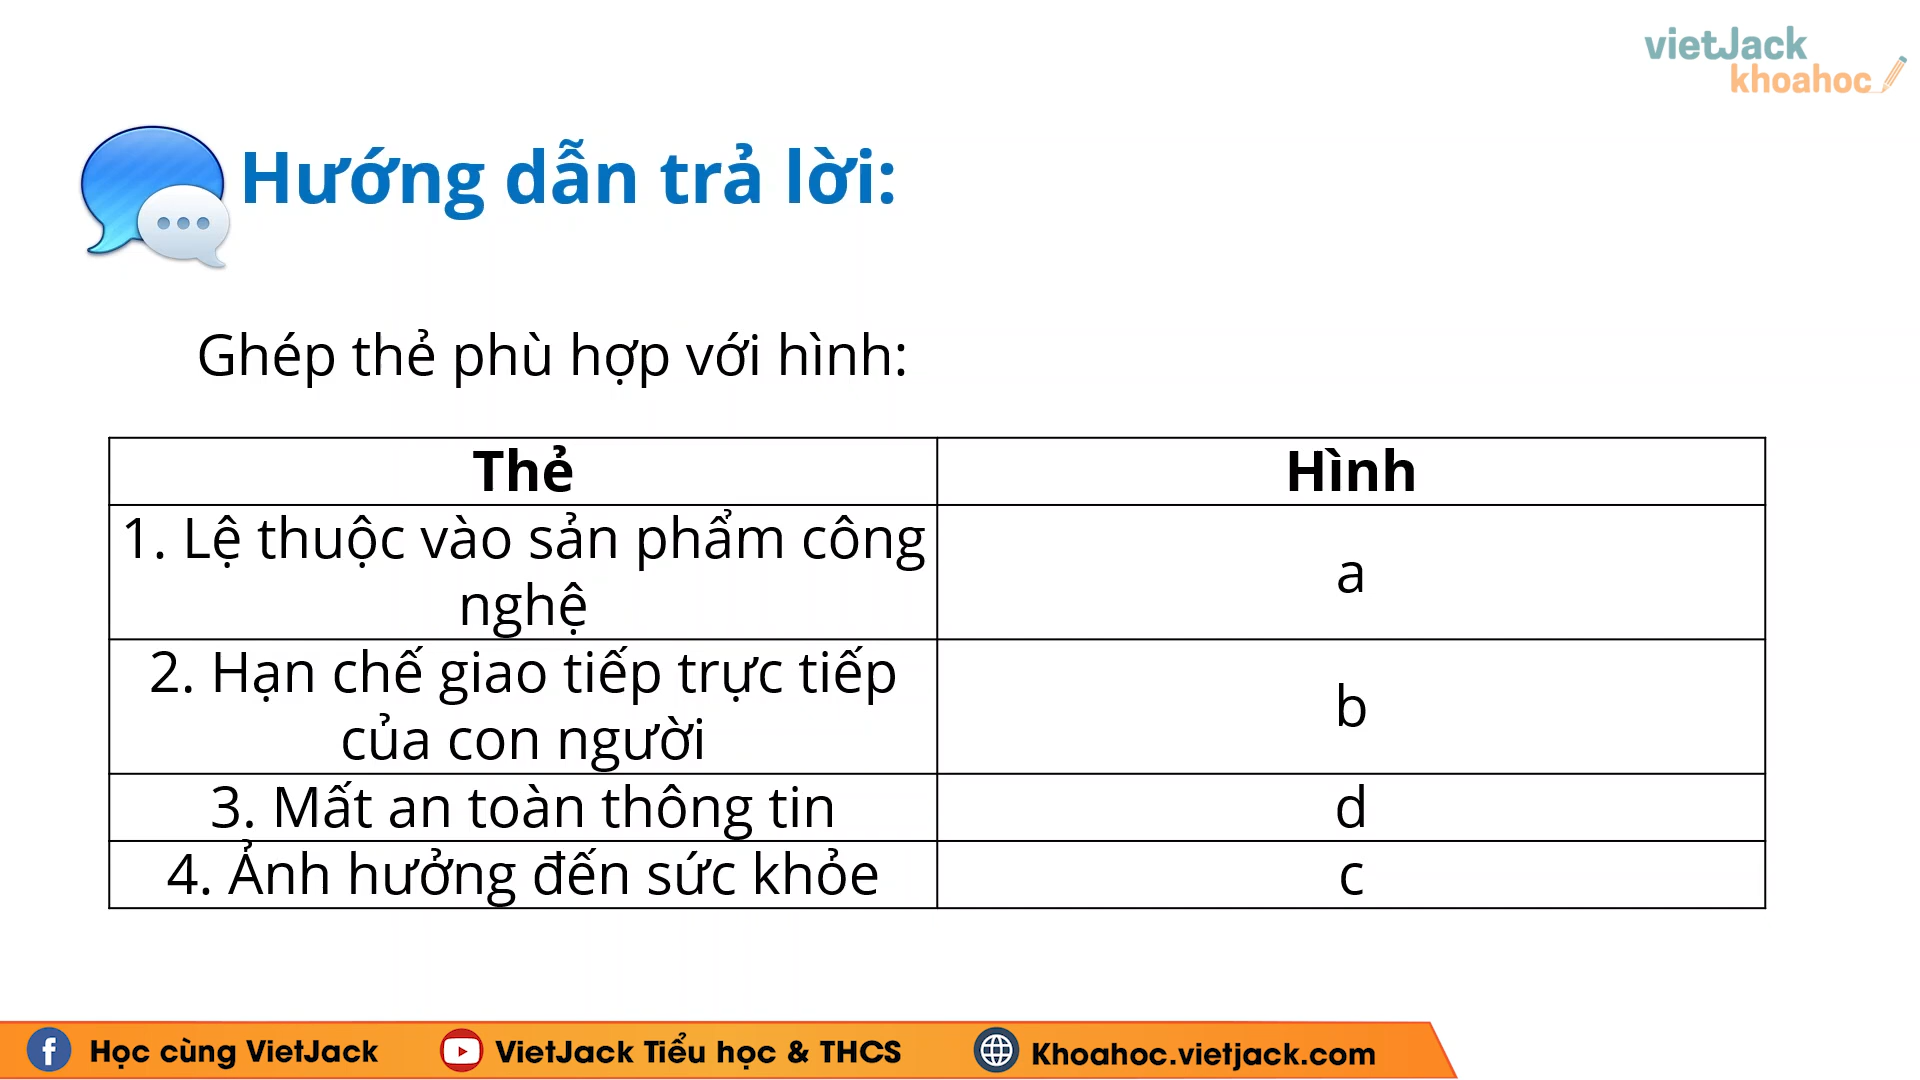 vietJack
khoahoc
Hướng dẫn trả lời:
Ghép thẻ phù hợp với hình:
Thẻ
Hình
1. Lệ thuộc vào sản phẩm công
nghệ
a
2. Hạn chế giao tiếp trực tiếp
của con người
b
3. Mất an toàn thông tin
d
4. Ảnh hưởng đến sức khỏe
c
Học cùng VietJack
VietJack Tiểu học & THCS
Khoahoc.vietjack.com